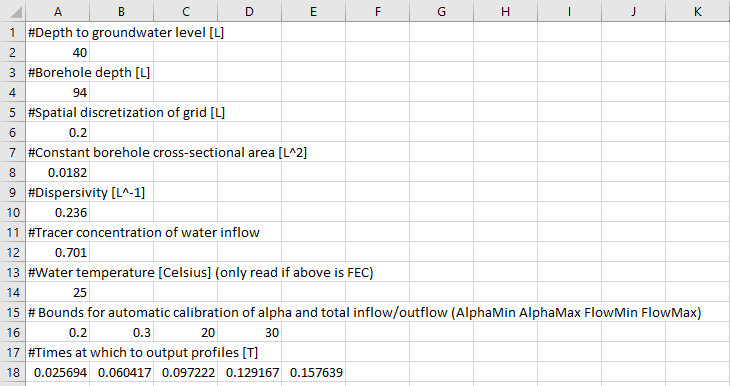 A B C D E F G H I J K
1 #Depth to groundwater level [L]
2 40
3 #Borehole depth [L]
4 94
5 #Spatial discretization of grid [L]
6 0.2
7 #Constant borehole cross-sectional area [L^2]
8 0.0182
9 #Dispersivity [L^-1]
10 0.236
11 #Tracer concentration of water inflow
12 0.701
13 #Water temperature [Celsius] (only read if above is FEC)
14 25
15 # Bounds for automatic calibration of alpha and total inflow/outflow (AlphaMin AlphaMax FlowMin FlowMax)
16 0.2 0.3 20 30
17 #Times at which to output profiles [T]
18 0.025694 0.060417 0.097222 0.129167 0.157639